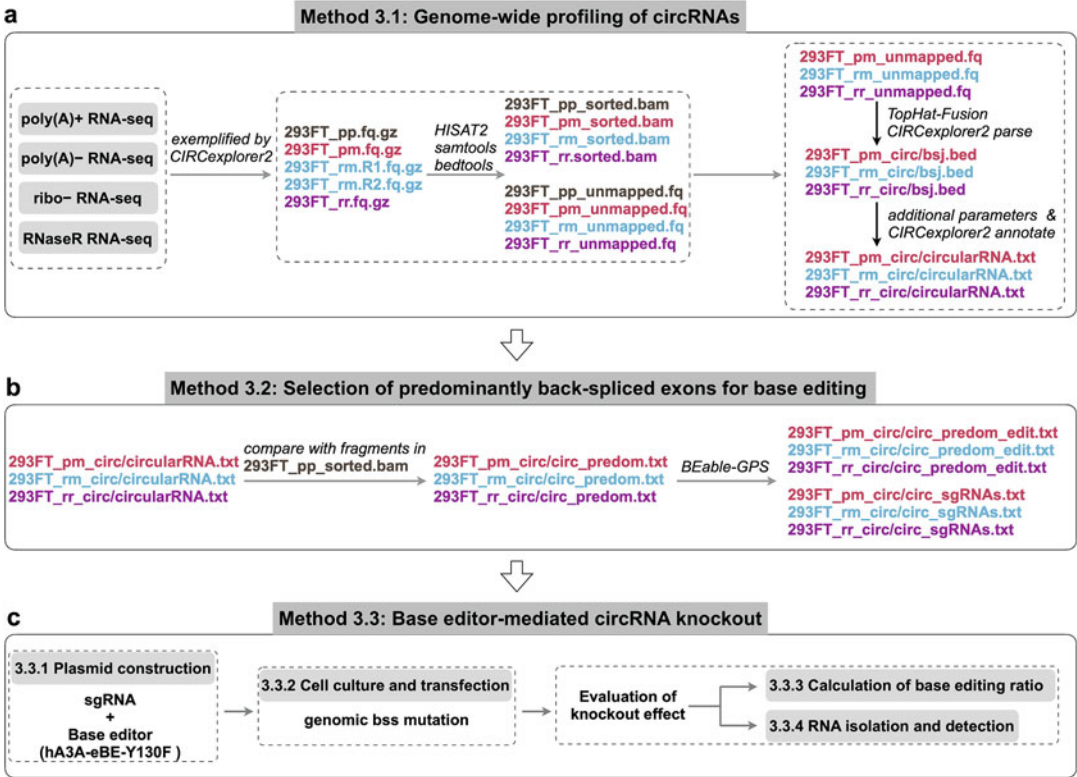 a
Method 3.1: Genome-wide profiling of circRNAs
poly(A)+ RNA-seq
poly(A)− RNA-seq
ribo− RNA-seq
RNaseR RNA-seq
exemplified by
CIRCexplorer2
293FT_pp.fq.gz
293FT_pm.fq.gz
293FT_rm.R1.fq.gz
293FT_rm.R2.fq.gz
293FT_rr.fq.gz
HISAT2
samtools
bedtools
293FT_pp_sorted.bam
293FT_pm_sorted.bam
293FT_rm_sorted.bam
293FT_rr.sorted.bam
293FT_pp_unmapped.fq
293FT_pm_unmapped.fq
293FT_rm_unmapped.fq
293FT_rr_unmapped.fq
293FT_pm_unmapped.fq
293FT_rm_unmapped.fq
293FT_rr_unmapped.fq
TopHat-Fusion
CIRCexplorer2 parse
293FT_pm_circ/bsj.bed
293FT_rm_circ/bsj.bed
293FT_rr_circ/bsj.bed
additional parameters &
CIRCexplorer2 annotate
293FT_pm_circ/circularRNA.txt
293FT_rm_circ/circularRNA.txt
293FT_rr_circ/circularRNA.txt
b
Method 3.2: Selection of predominantly back-spliced exons for base editing
293FT_pm_circ/circularRNA.txt
293FT_rm_circ/circularRNA.txt
293FT_rr_circ/circularRNA.txt
compare with fragments in
293FT_pp_sorted.bam
293FT_pm_circ/circ_predom.txt
293FT_rm_circ/circ_predom.txt
293FT_rr_circ/circ_predom.txt
BEable-GPS
293FT_pm_circ/circ_predom_edit.txt
293FT_rm_circ/circ_predom_edit.txt
293FT_rr_circ/circ_predom_edit.txt
293FT_pm_circ/circ_sgRNAs.txt
293FT_rm_circ/circ_sgRNAs.txt
293FT_rr_circ/circ_sgRNAs.txt
c
Method 3.3: Base editor-mediated circRNA knockout
3.3.1 Plasmid construction
sgRNA
+
Base editor
(hA3A-eBE-Y130F )
3.3.2 Cell culture and transfection
genomic bss mutation
Evaluation of
knockout effect
3.3.3 Calculation of base editing ratio
3.3.4 RNA isolation and detection